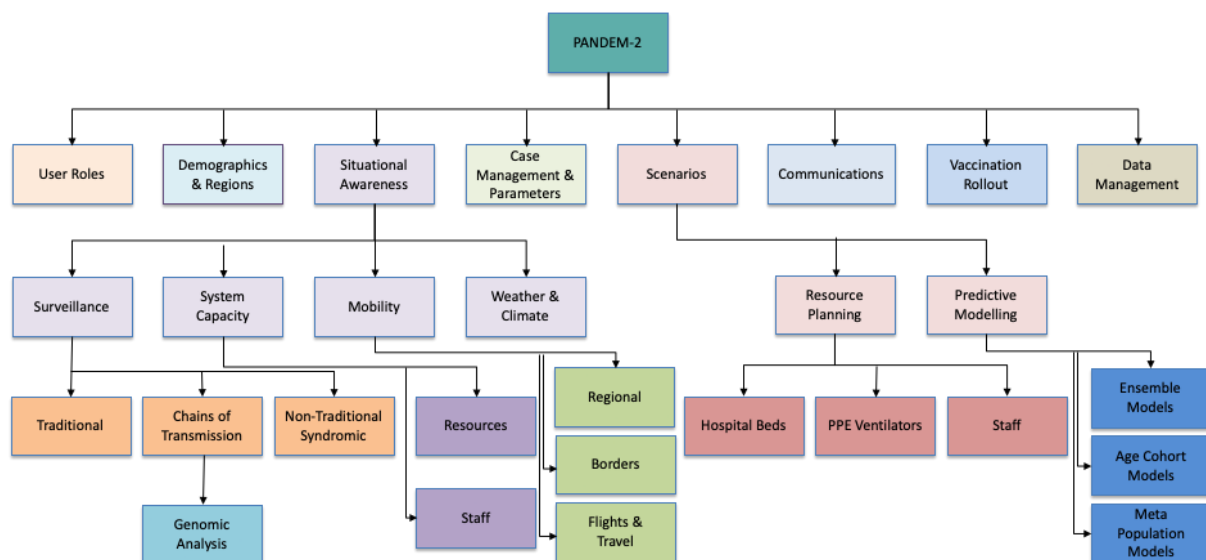 PANDEM-2
User Roles
Demographics
& Regions
Situational
Awareness
Case
Management &
Parameters
Scenarios
Communications
Vaccination
Rollout
Data
Management
Surveillance
System
Capacity
Mobility
Weather &
Climate
Resource
Planning
Predictive
Modelling
Traditional
Chains of
Transmission
Non-Traditional
Syndromic
Resources
Regional
Hospital Beds
PPE Ventilators
Staff
Ensemble
Models
Borders
Age Cohort
Models
Genomic
Analysis
Staff
Flights &
Travel
Meta
Population
Models